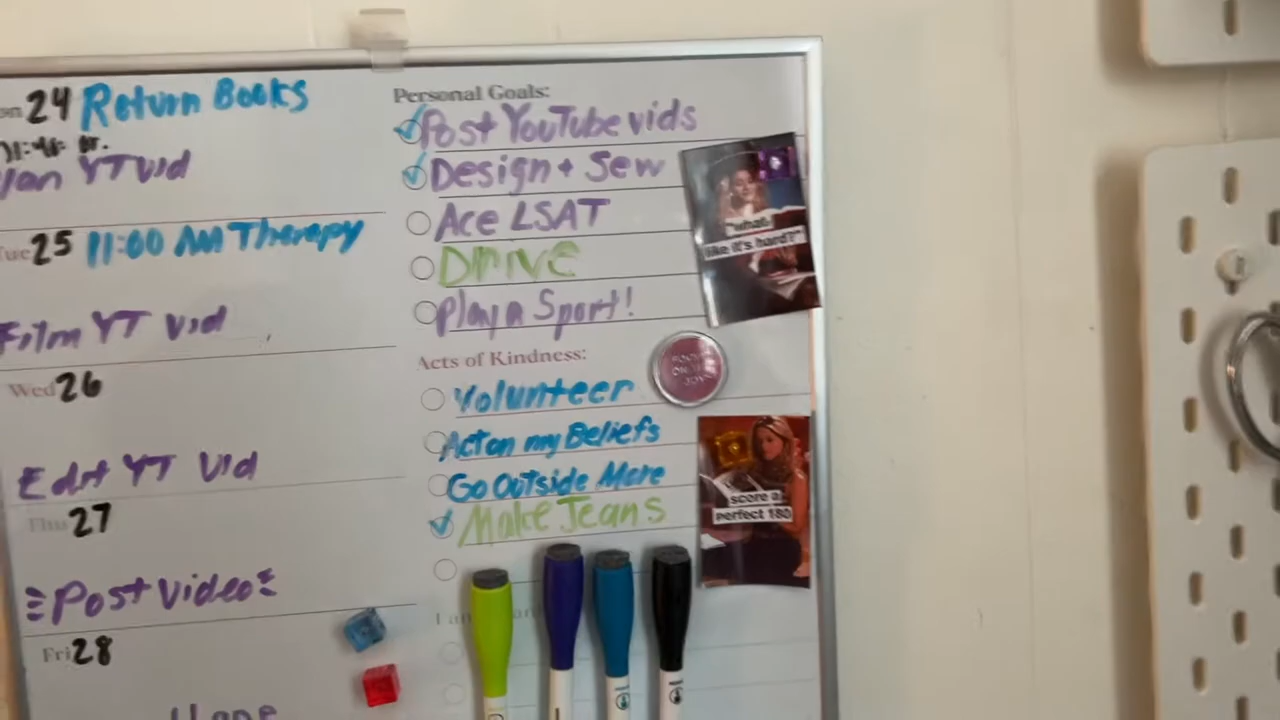 24 Return Books
YT vid
25 11:00 AM Therapy
Film YT vid
Wed 26
Edit YT Vid
Thu 27
Post Video
Fri 28
Personal Goals:
Post YouTube vids
Design + Sew
Ace LSAT
DRIVE
Play a Sport!
Acts of Kindness:
Volunteer
Act on my Beliefs
Go Outside More
Make Jeans
"what,
like it's hard?"
score a
perfect 180